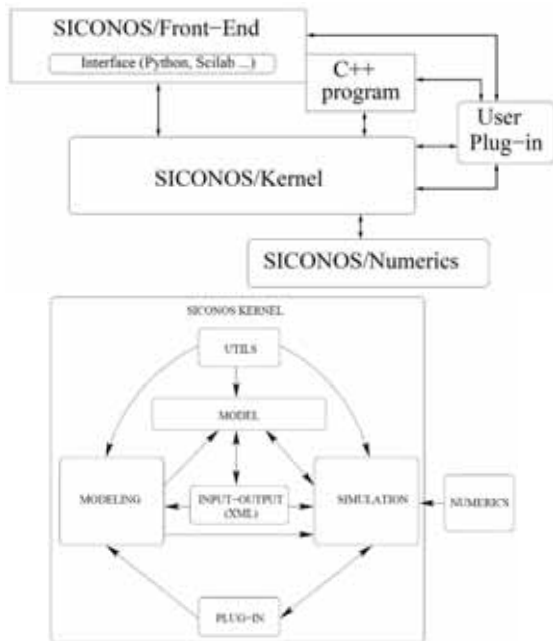 SICONOS/Front-End
Interface (Python, Scilab ...)
C++
program
User
Plug-in
SICONOS/Kernel
SICONOS/Numerics
SICONOS KERNEL
UTILS
MODEL
MODELING
INPUT-OUTPUT
(XML)
SIMULATION
NUMERICS
PLUG-IN